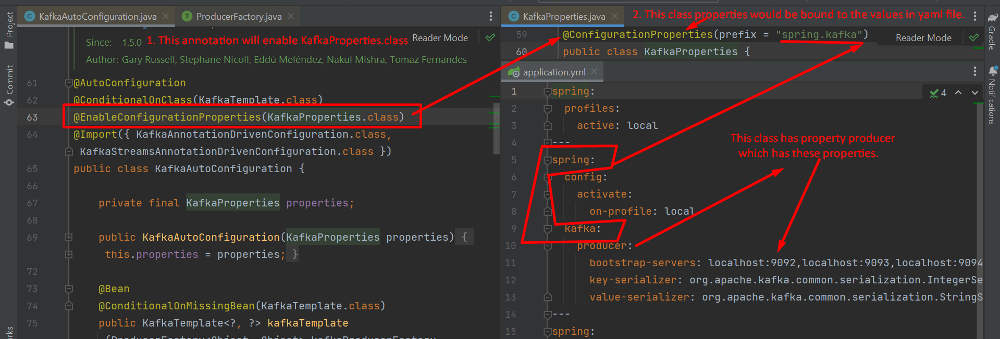 Project
Commit
arks
KafkaAutoConfiguration.java
ProducerFactory.java
Since: 1.5.0
1. This annotation will enable KafkaProperties.class
Reader Mode
Author: Gary Russell, Stephane Nicoll, Eddú Meléndez, Nakul Mishra, Tomaz Fernandes
61 @AutoConfiguration
62 @ConditionalOnClass(KafkaTemplate.class)
63 @EnableConfigurationProperties(KafkaProperties.class)
64 @Import({ KafkaAnnotationDrivenConfiguration.class,
KafkaStreamsAnnotationDrivenConfiguration.class })
65 public class KafkaAutoConfiguration {
66
67 private final KafkaProperties properties;
68
69 public KafkaAutoConfiguration(KafkaProperties properties) {
this.properties = properties; }
72
73 @Bean
74 @ConditionalOnMissingBean(KafkaTemplate.class)
75 public KafkaTemplate<?, ?> kafkaTemplate
(ProducerFactory<Object, Object> kafkaProducerFactory
KafkaProperties.java
2. This class properties would be bound to the values in yaml file.
59 @ConfigurationProperties(prefix = "spring.kafka")
Reader Mode
60 public class KafkaProperties {
application.yml
1 spring:
4
2 profiles:
3 active: local
4 ---
5 spring:
6 config:
7 activate:
8 on-profile: local
9 kafka:
10 producer:
11 bootstrap-servers: localhost:9092,localhost:9093,localhost:9094
12 key-serializer: org.apache.kafka.common.serialization.IntegerSe
13 value-serializer: org.apache.kafka.common.serialization.StringS
14 ---
15 spring:
This class has property producer
which has these properties.
Gradle
Notifications